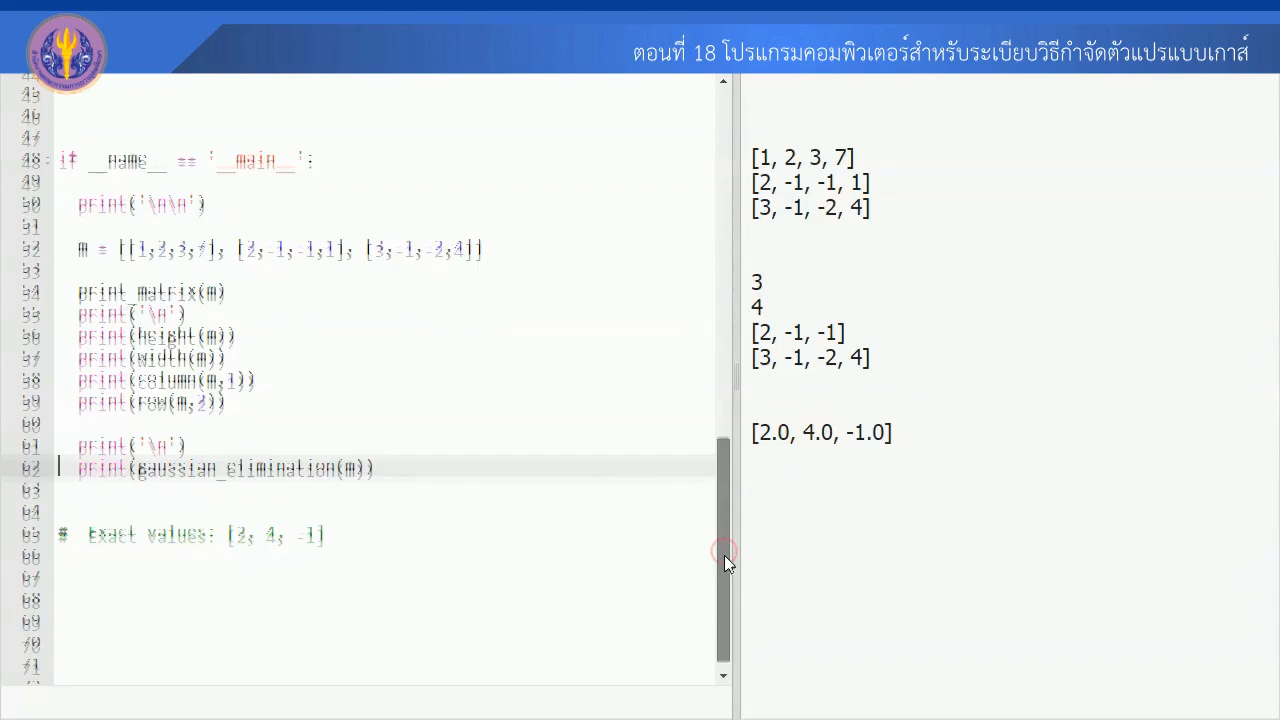 ตอนที่ 18 โปรแกรมคอมพิวเตอร์สำหรับระเบียบวิธีกำจัดตัวแปรแบบเกาส์
44
45
46
47
48 if __name__ == '__main__':
49
50 print('\n\n')
51
52 m = [[1,2,3,7], [2,-1,-1,1], [3,-1,-2,4]]
53
54 print_matrix(m)
55 print('\n')
56 print(height(m))
57 print(width(m))
58 print(column(m,1))
59 print(row(m,2))
60
61 print('\n')
62 print(gaussian_elimination(m))
63
64
65 # Exact values: [2, 4, -1]
66
67
68
69
70
71
[1, 2, 3, 7]
[2, -1, -1, 1]
[3, -1, -2, 4]
3
4
[2, -1, -1]
[3, -1, -2, 4]
[2.0, 4.0, -1.0]